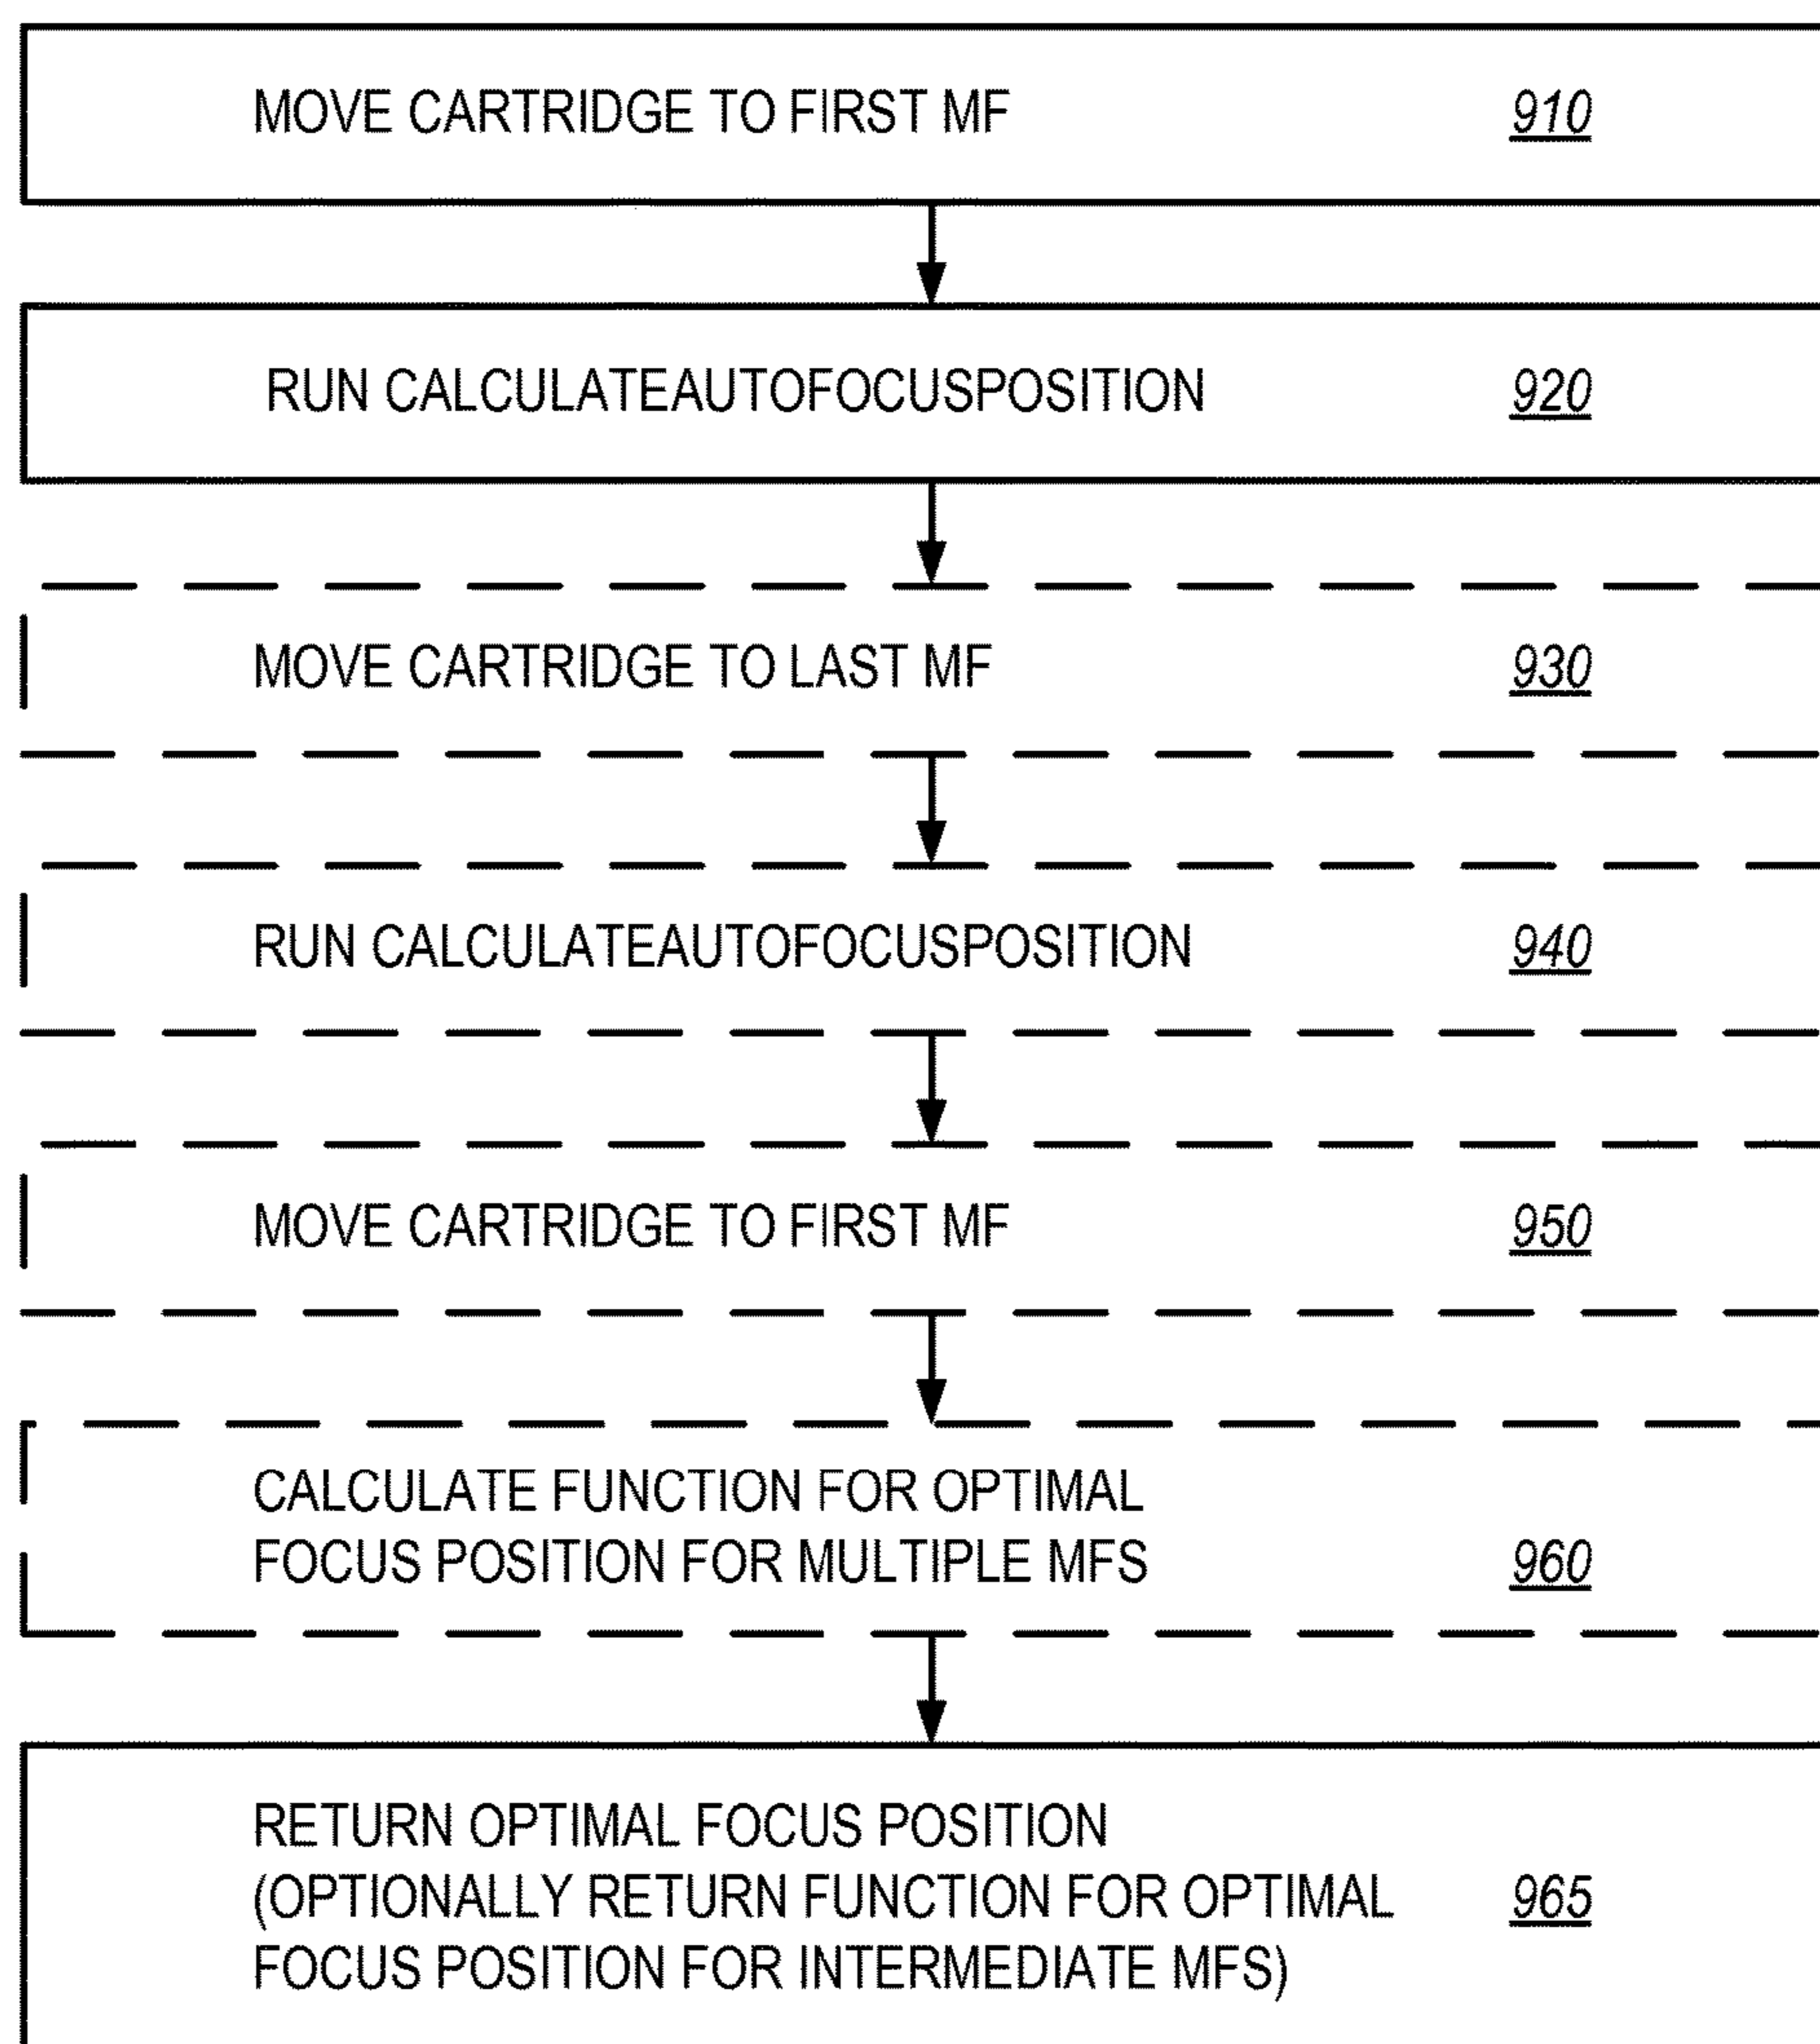 MOVE CARTRIDGE TO FIRST MF 910
RUN CALCULATEAUTOFOCUSPOSITION 920
MOVE CARTRIDGE TO LAST MF 930
RUN CALCULATEAUTOFOCUSPOSITION 940
MOVE CARTRIDGE TO FIRST MF 950
CALCULATE FUNCTION FOR OPTIMAL
FOCUS POSITION FOR MULTIPLE MFS 960
RETURN OPTIMAL FOCUS POSITION
(OPTIONALLY RETURN FUNCTION FOR OPTIMAL 965
FOCUS POSITION FOR INTERMEDIATE MFS)